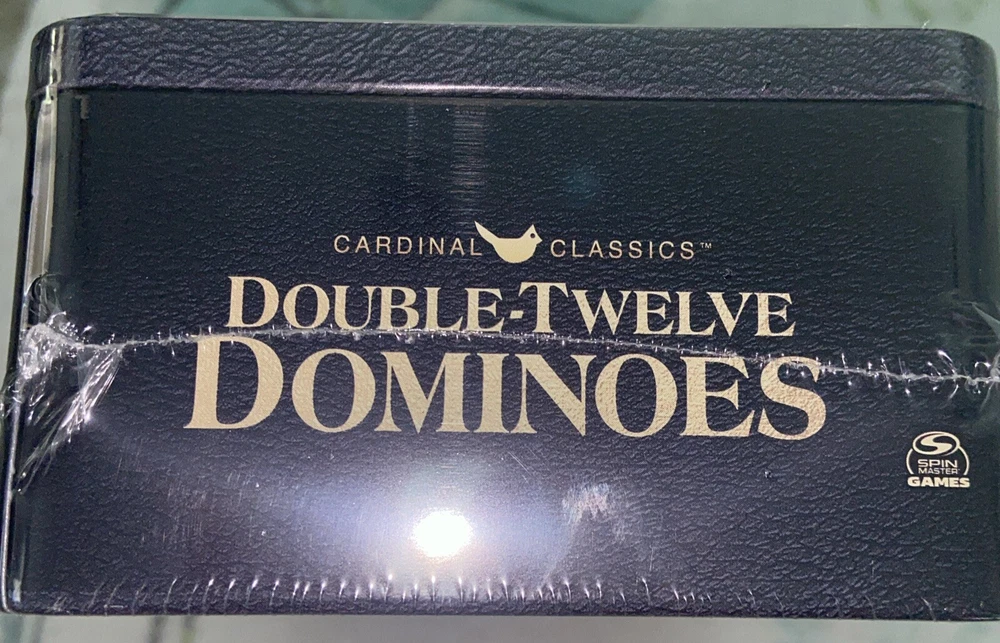 CARDINAL CLASSICS™
DOUBLE-TWELVE
DOMINOES
SPIN
MASTER
GAMES